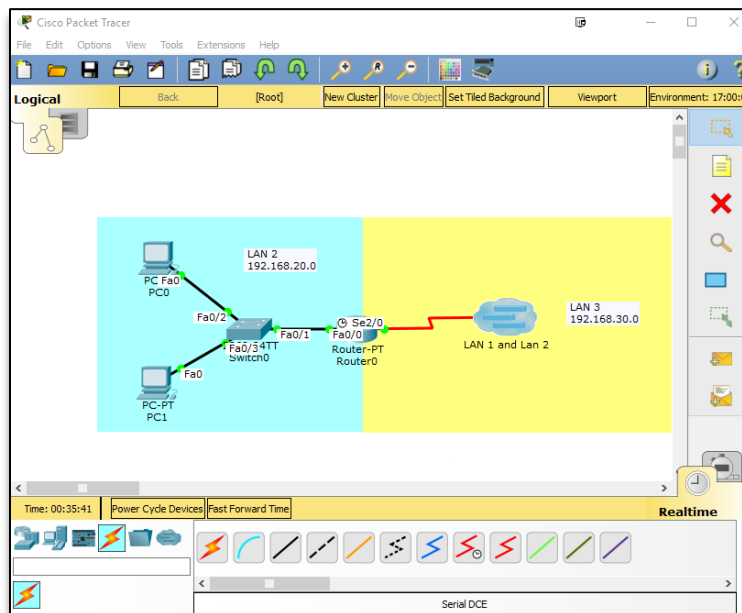 Cisco Packet Tracer
File Edit Options View Tools Extensions Help
Logical Back [Root] New Cluster Move Object Set Tiled Background Viewport Environment: 17:00:
LAN 2
192.168.20.0
PC Fa0
PC0
Fa0/2
Fa0/1
Fa0/3 4TT
Switch0
Se2/0
Fa0/0
Router-PT
Router0
LAN 3
192.168.30.0
LAN 1 and Lan 2
Fa0
PC-PT
PC1
Time: 00:35:41 Power Cycle Devices Fast Forward Time
Realtime
Serial DCE